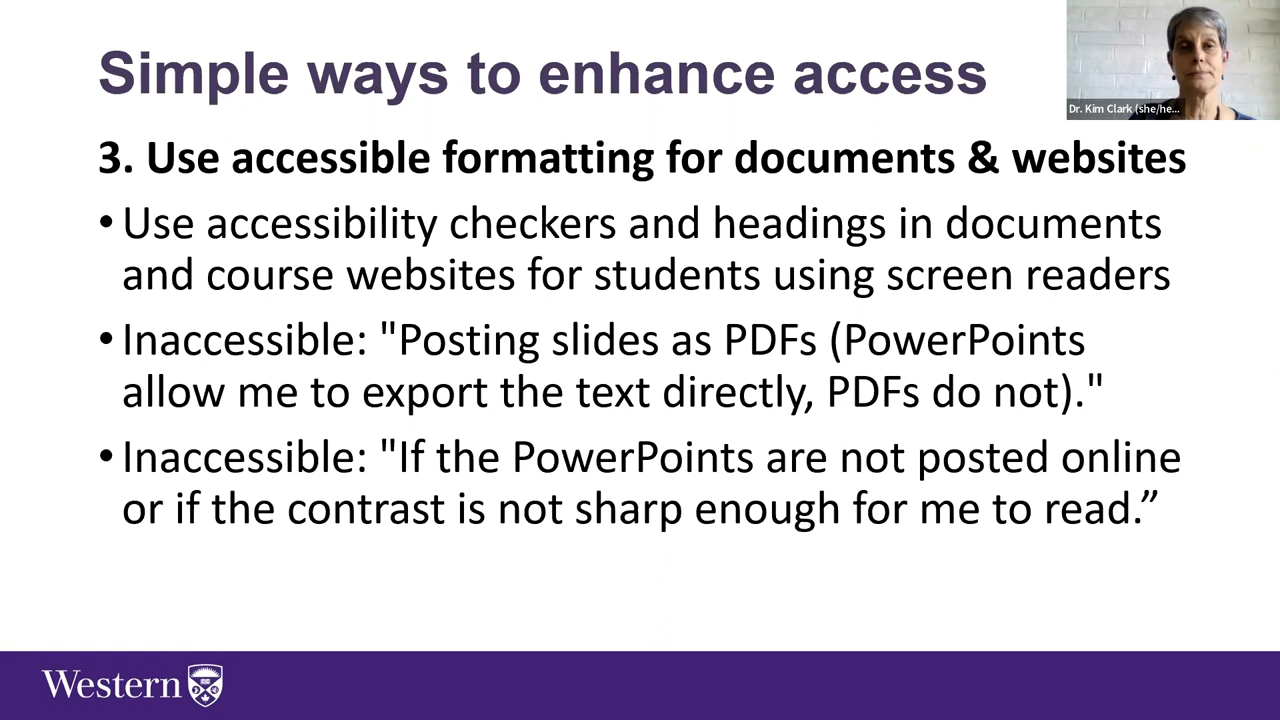 Simple ways to enhance access
Dr. Kim Clark (she/he...
3. Use accessible formatting for documents & websites
•Use accessibility checkers and headings in documents
and course websites for students using screen readers
•Inaccessible: "Posting slides as PDFs (PowerPoints
allow me to export the text directly, PDFs do not)."
•Inaccessible: "If the PowerPoints are not posted online
or if the contrast is not sharp enough for me to read.”
Western